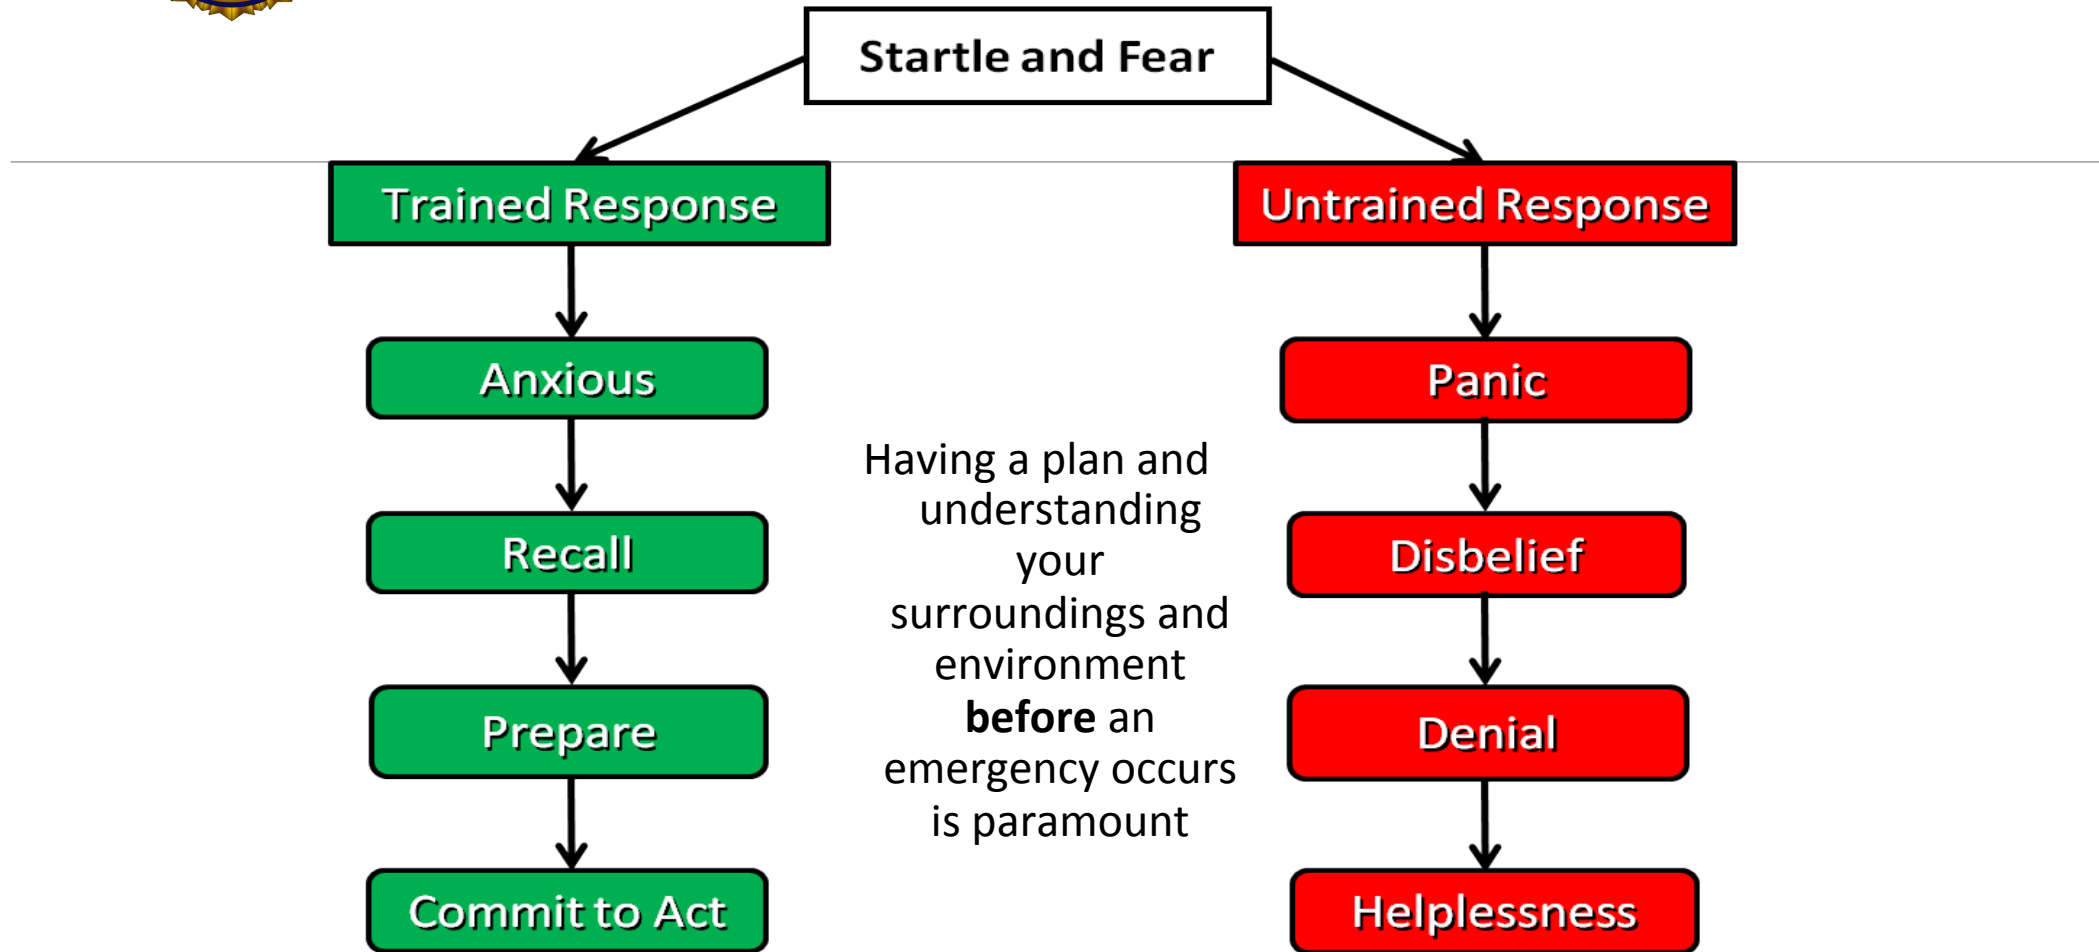 Startle and Fear
Trained Response
Anxious
Recall
Prepare
Commit to Act
Having a plan and
understanding
your
surroundings and
environment
before an
emergency occurs
is paramount
Untrained Response
Panic
Disbelief
Denial
Helplessness